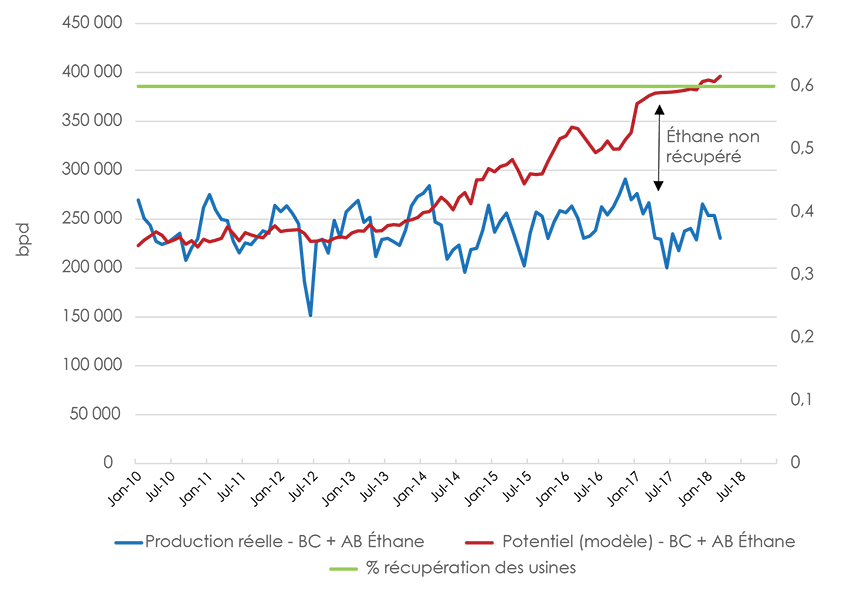 450 000
400 000
350 000
300 000
250 000
200 000
150 000
100 000
50 000
0
bpd
0.7
0.6
0,5
0,4
0,3
0,2
0,1
0
Éthane non
récupéré
Jan-10
Jul-10
Jan-11
Jul-11
Jan-12
Jul-12
Jan-13
Jul-13
Jan-14
Jul-14
Jan-15
Jul-15
Jan-16
Jul-16
Jan-17
Jul-17
Jan-18
Jul-18
Production réelle - BC + AB Éthane
Potentiel (modèle) - BC + AB Éthane
% récupération des usines